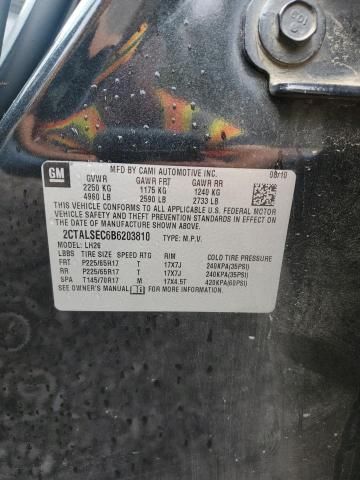 GM MFD BY CAMI AUTOMOTIVE INC. 08/10
GVWR GAWR FRT GAWR RR
2250 KG 1175 KG 1240 KG
4960 LB 2590 LB 2733 LB
THIS VEHICLE CONFORMS TO ALL APPLICABLE U.S. FEDERAL MOTOR
VEHICLE SAFETY AND THEFT PREVENTION STANDARDS IN EFFECT ON THE DATE OF
MANUFACTURE SHOWN ABOVE.
2CTALSEC6B6203810 TYPE: M.P.V.
MODEL: LH26
LBBS TIRE SIZE SPEED RTG RIM COLD TIRE PRESSURE
FRT P225/65R17 T 17X7J 240KPA(35PSI)
RR P225/65R17 T 17X7J 240KPA(35PSI)
SPA T145/70R17 M 17X4.5T 420KPA(60PSI)
SEE OWNER'S MANUAL FOR ADDITIONAL INFORMATION.